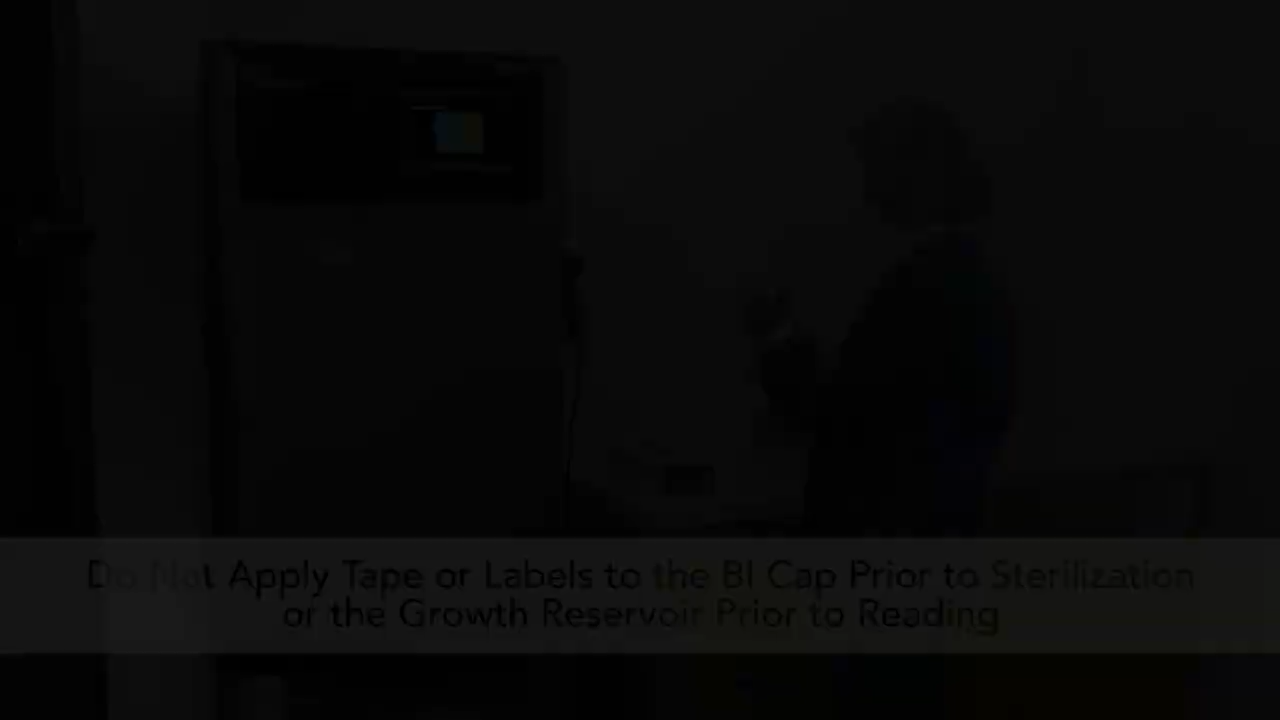 Do Not Apply Tape or Labels to the BI Cap Prior to Sterilization
or the Growth Reservoir Prior to Reading